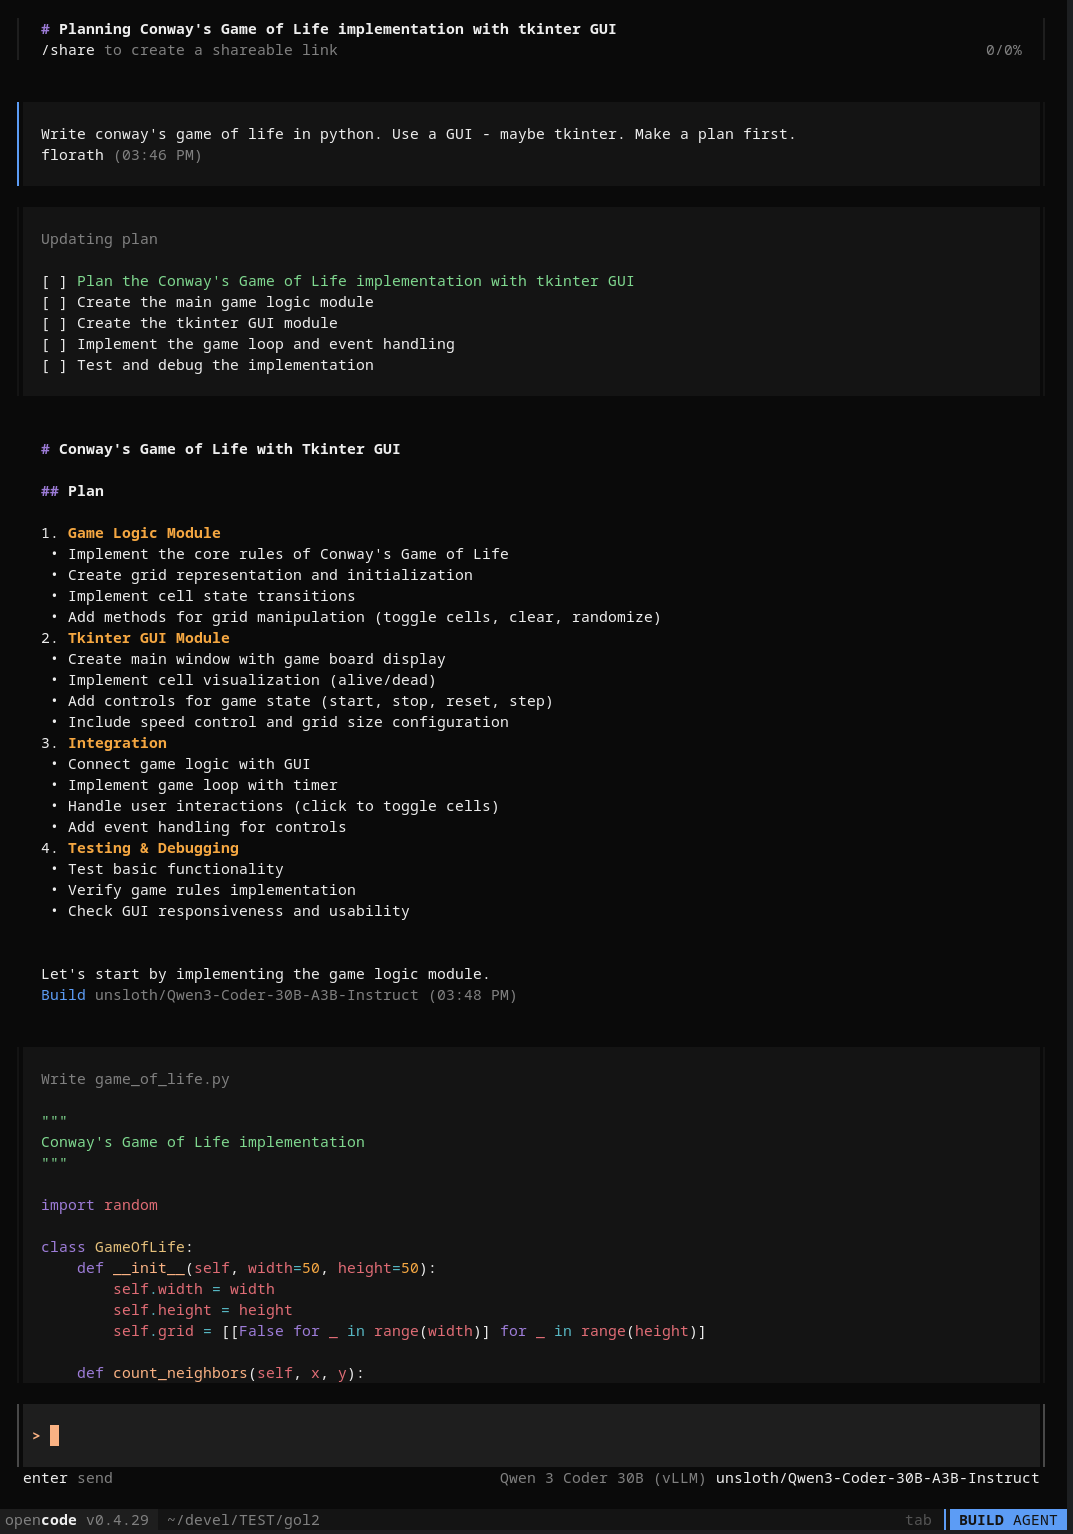 # Planning Conway's Game of Life implementation with tkinter GUI
/share to create a shareable link 0/0%
Write conway's game of life in python. Use a GUI - maybe tkinter. Make a plan first.
florath (03:46 PM)
Updating plan
[ ] Plan the Conway's Game of Life implementation with tkinter GUI
[ ] Create the main game logic module
[ ] Create the tkinter GUI module
[ ] Implement the game loop and event handling
[ ] Test and debug the implementation
# Conway's Game of Life with Tkinter GUI
## Plan
1. Game Logic Module
• Implement the core rules of Conway's Game of Life
• Create grid representation and initialization
• Implement cell state transitions
• Add methods for grid manipulation (toggle cells, clear, randomize)
2. Tkinter GUI Module
• Create main window with game board display
• Implement cell visualization (alive/dead)
• Add controls for game state (start, stop, reset, step)
• Include speed control and grid size configuration
3. Integration
• Connect game logic with GUI
• Implement game loop with timer
• Handle user interactions (click to toggle cells)
• Add event handling for controls
4. Testing & Debugging
• Test basic functionality
• Verify game rules implementation
• Check GUI responsiveness and usability
Let's start by implementing the game logic module.
Build unsloth/Qwen3-Coder-30B-A3B-Instruct (03:48 PM)
Write game_of_life.py
"""
Conway's Game of Life implementation
"""
import random
class GameOfLife:
    def __init__(self, width=50, height=50):
        self.width = width
        self.height = height
        self.grid = [[False for _ in range(width)] for _ in range(height)]
    def count_neighbors(self, x, y):
>
enter send Qwen 3 Coder 30B (vLLM) unsloth/Qwen3-Coder-30B-A3B-Instruct
opencode v0.4.29 ~/devel/TEST/gol2 tab BUILD AGENT